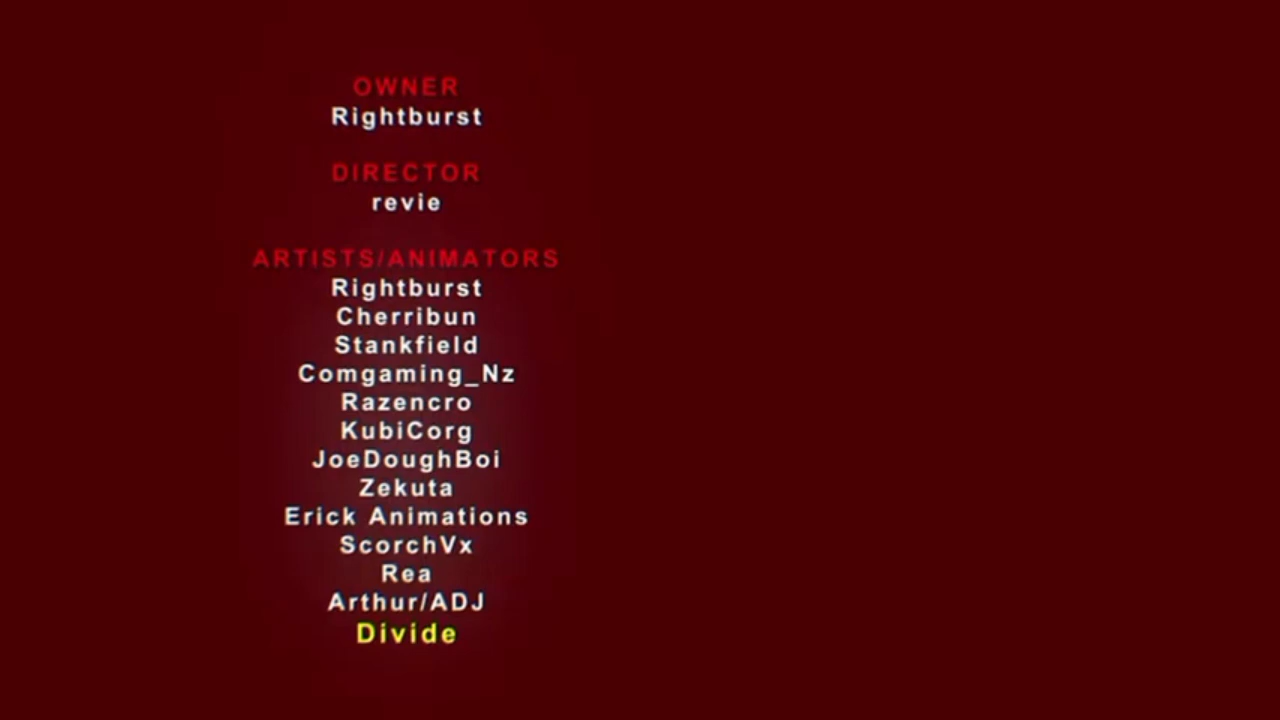 OWNER
Rightburst
DIRECTOR
revie
ARTISTS/ANIMATORS
Rightburst
Cherribun
Stankfield
Comgaming_Nz
Razencro
KubiCorg
JoeDoughBoi
Zekuta
Erick Animations
ScorchVx
Rea
Arthur/ADJ
Divide